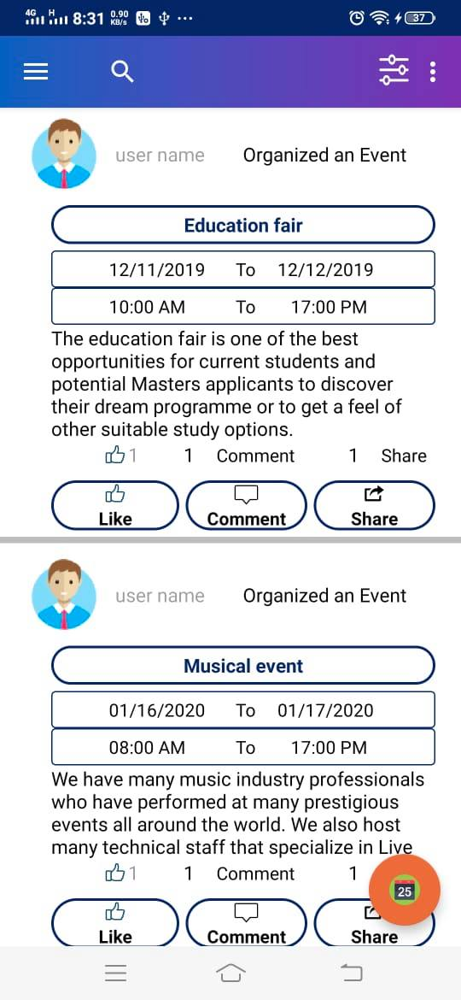 4G H 8:31 0.90 KB/s ... 37
user name Organized an Event
Education fair
12/11/2019 To 12/12/2019
10:00 AM To 17:00 PM
The education fair is one of the best
opportunities for current students and
potential Masters applicants to discover
their dream programme or to get a feel of
other suitable study options.
1 1 Comment 1 Share
Like Comment Share
user name Organized an Event
Musical event
01/16/2020 To 01/17/2020
08:00 AM To 17:00 PM
We have many music industry professionals
who have performed at many prestigious
events all around the world. We also host
many technical staff that specialize in Live
1 1 Comment 1
25
Like Comment Share